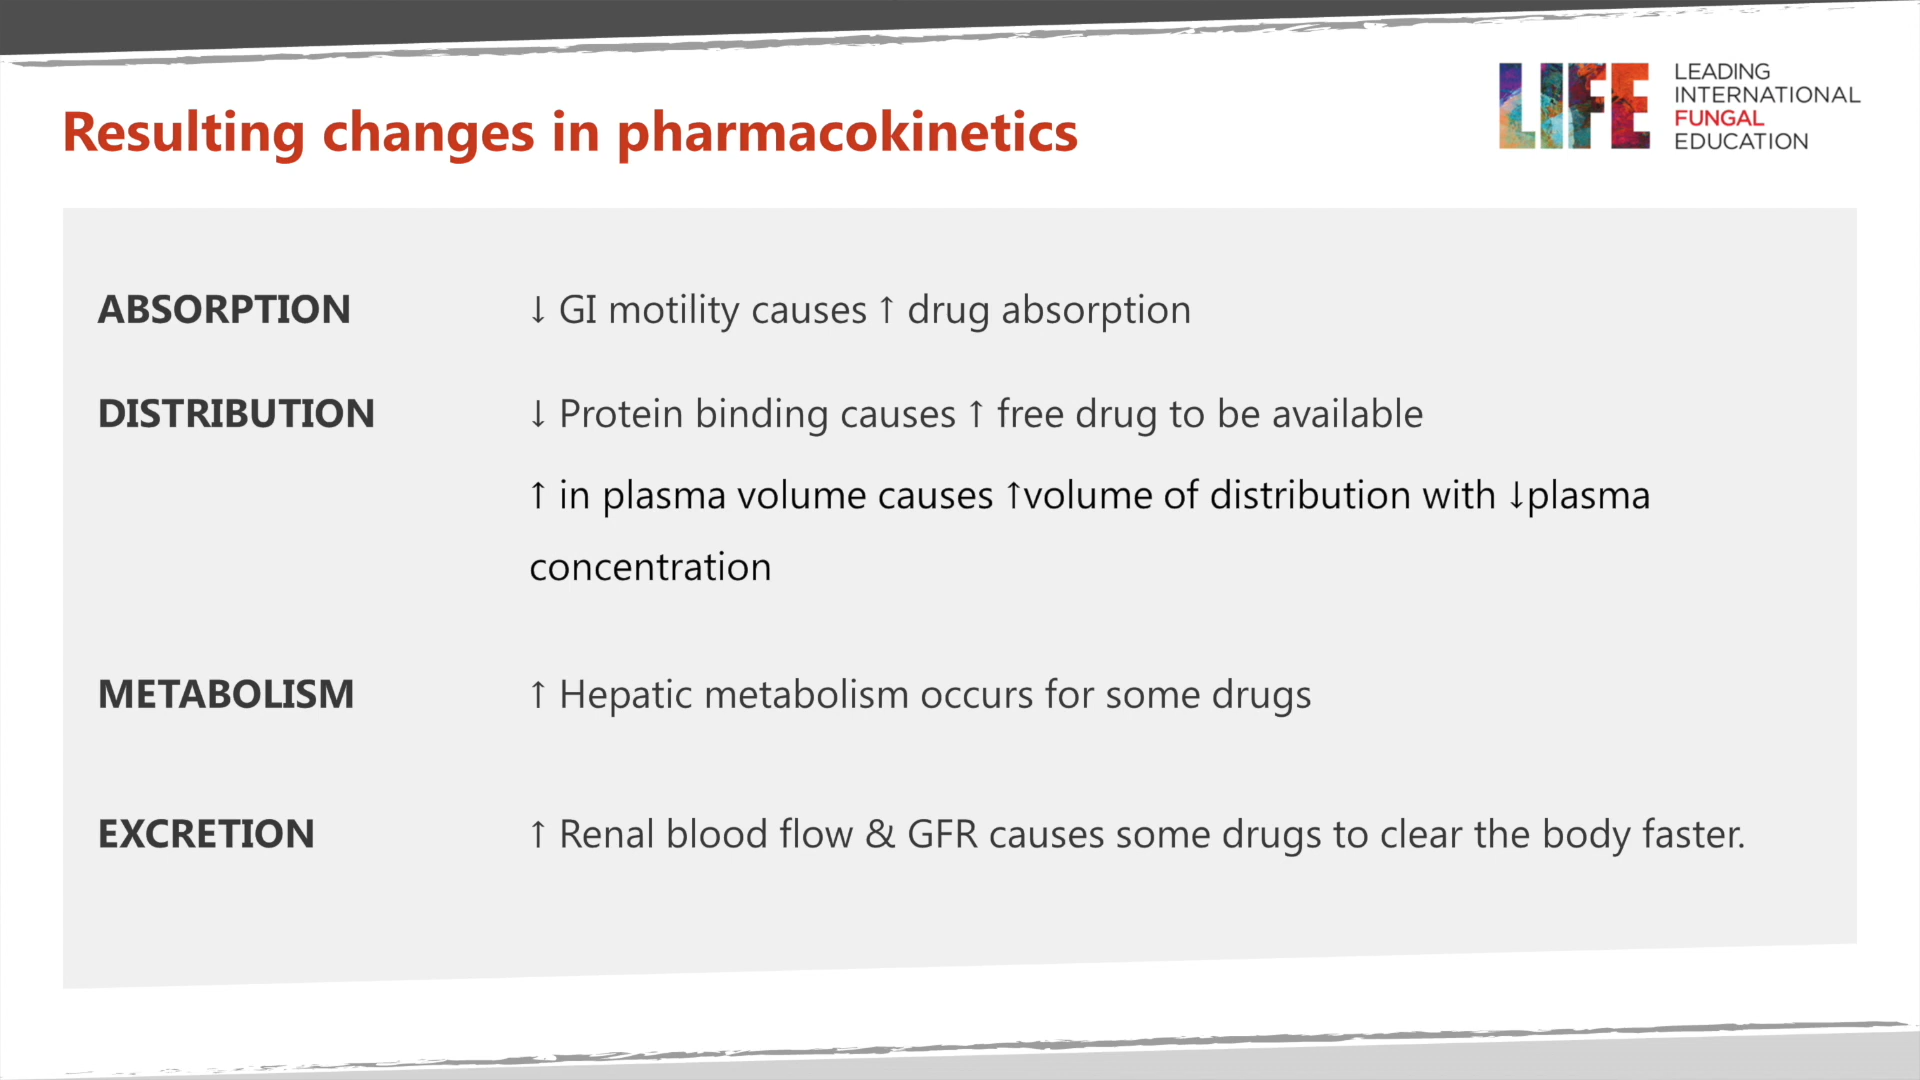 LIFE
LEADING
INTERNATIONAL
FUNGAL
EDUCATION
Resulting changes in pharmacokinetics
ABSORPTION ↓ GI motility causes ↑ drug absorption
DISTRIBUTION ↓ Protein binding causes ↑ free drug to be available
↑ in plasma volume causes ↑volume of distribution with ↓plasma
concentration
METABOLISM ↑ Hepatic metabolism occurs for some drugs
EXCRETION ↑ Renal blood flow & GFR causes some drugs to clear the body faster.